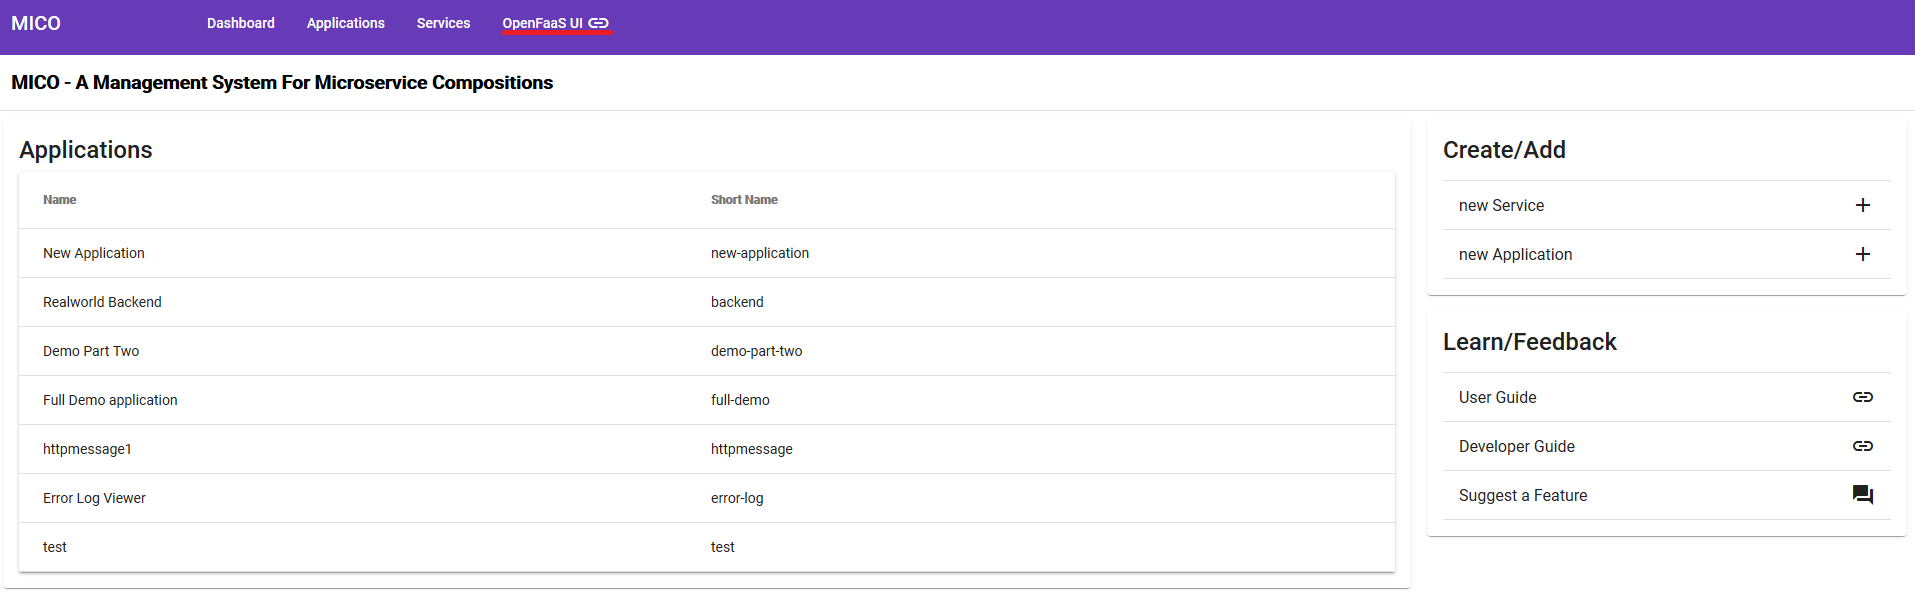 MICO Dashboard Applications Services OpenFaaS UI
MICO - A Management System For Microservice Compositions
Applications
Name Short Name
New Application new-application
Realworld Backend backend
Demo Part Two demo-part-two
Full Demo application full-demo
httpmessage1 httpmessage
Error Log Viewer error-log
test test
Create/Add
new Service
new Application
Learn/Feedback
User Guide
Developer Guide
Suggest a Feature